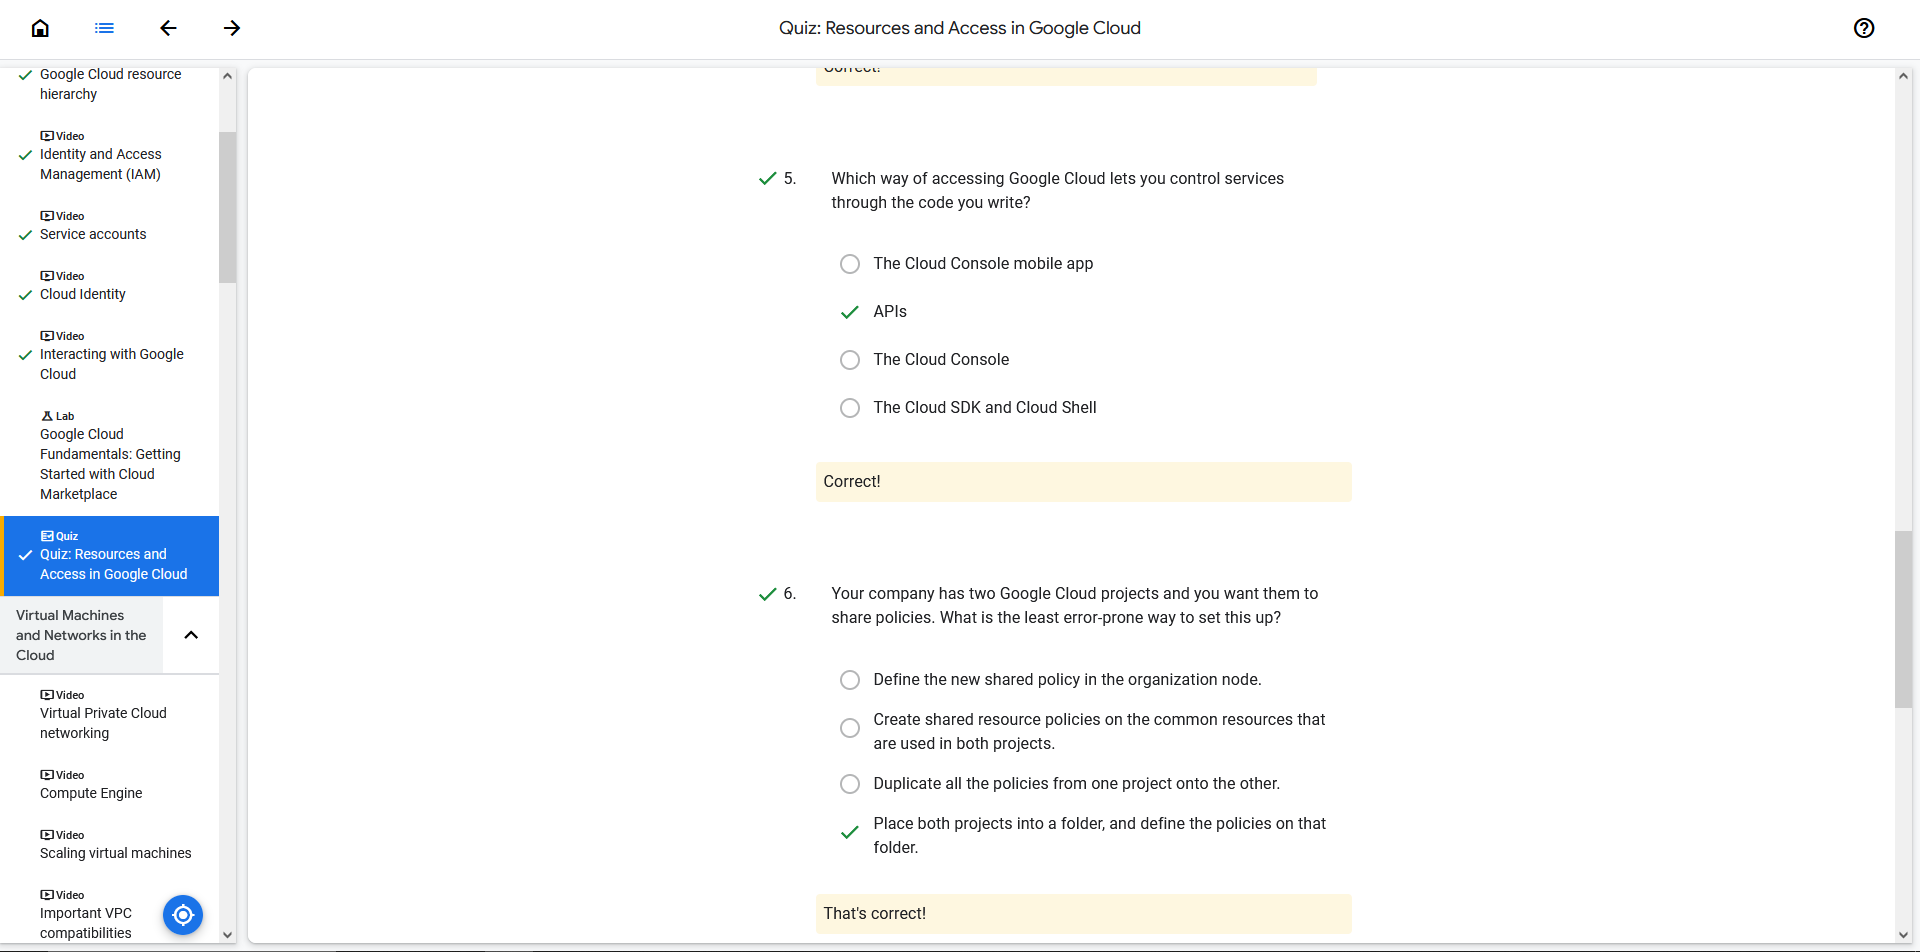 Quiz: Resources and Access in Google Cloud
Google Cloud resource
hierarchy
Video
Identity and Access
Management (IAM)
Video
Service accounts
Video
Cloud Identity
Video
Interacting with Google
Cloud
Lab
Google Cloud
Fundamentals: Getting
Started with Cloud
Marketplace
Quiz
Quiz: Resources and
Access in Google Cloud
Virtual Machines
and Networks in the
Cloud
Video
Virtual Private Cloud
networking
Video
Compute Engine
Video
Scaling virtual machines
Video
Important VPC
compatibilities
Correct!
5. Which way of accessing Google Cloud lets you control services
through the code you write?
The Cloud Console mobile app
APIs
The Cloud Console
The Cloud SDK and Cloud Shell
Correct!
6. Your company has two Google Cloud projects and you want them to
share policies. What is the least error-prone way to set this up?
Define the new shared policy in the organization node.
Create shared resource policies on the common resources that
are used in both projects.
Duplicate all the policies from one project onto the other.
Place both projects into a folder, and define the policies on that
folder.
That's correct!